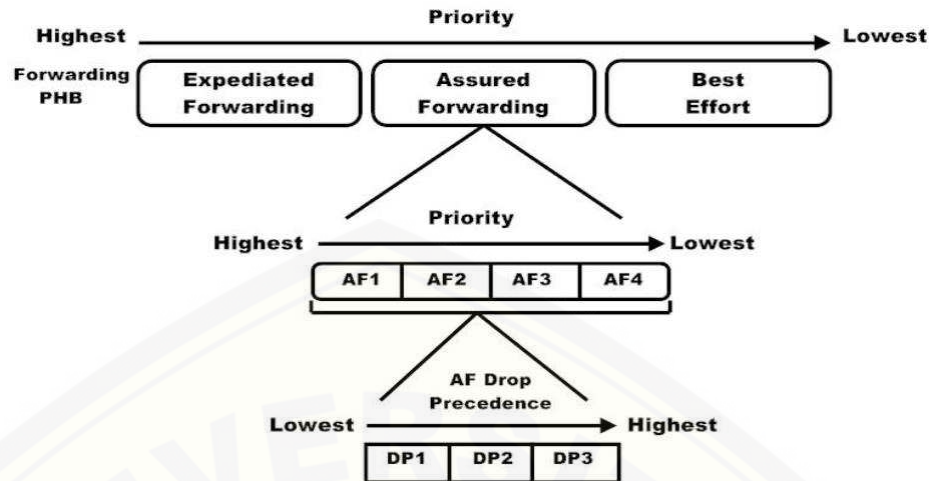 Priority
Highest
Lowest
Forwarding
PHB
Expediated
Forwarding
Assured
Forwarding
Best
Effort
Priority
Highest
Lowest
AF1
AF2
AF3
AF4
AF Drop
Precedence
Lowest
Highest
DP1
DP2
DP3